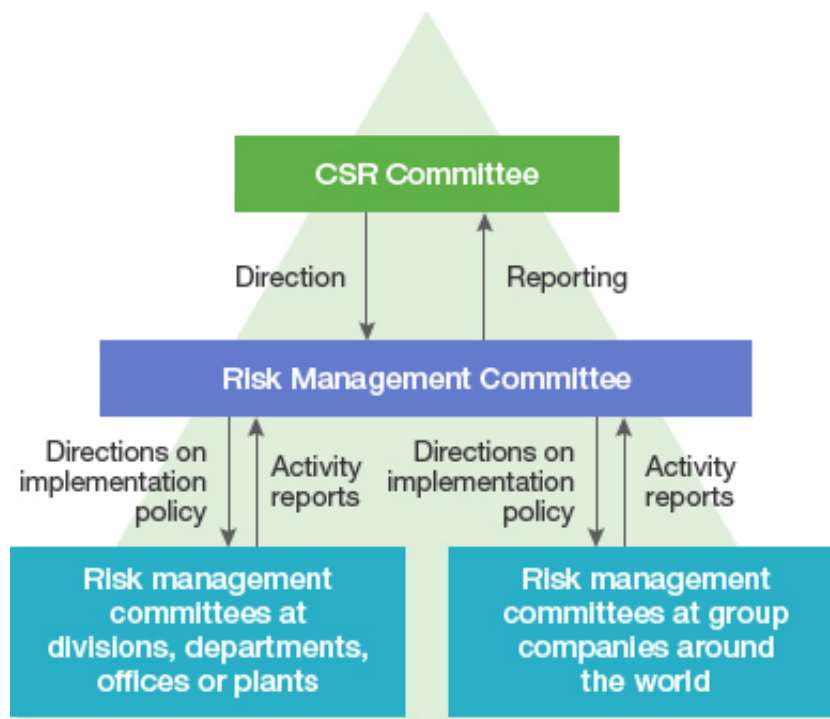 CSR Committee
Direction
Reporting
Risk Management Committee
Directions on
implementation
policy
Activity
reports
Directions on
implementation
policy
Activity
reports
Risk management
committees at
divisions, departments,
offices or plants
Risk management
committees at group
companies around
the world